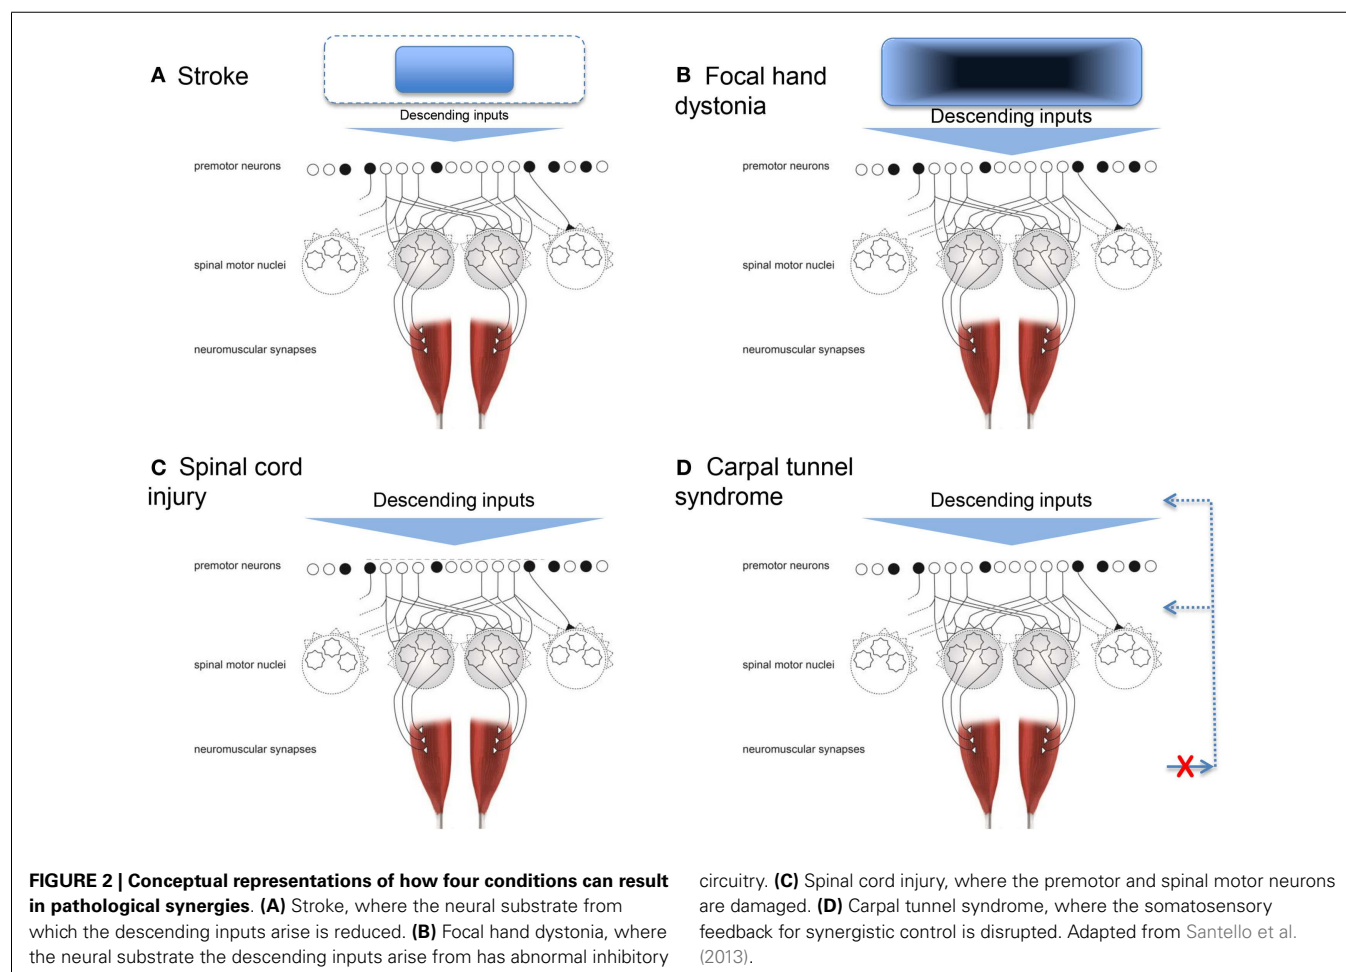 A Stroke
Descending inputs
premotor neurons
spinal motor nuclei
neuromuscular synapses
B Focal hand
dystonia
Descending inputs
premotor neurons
spinal motor nuclei
neuromuscular synapses
C Spinal cord
injury
Descending inputs
premotor neurons
spinal motor nuclei
neuromuscular synapses
D Carpal tunnel
syndrome
Descending inputs
premotor neurons
spinal motor nuclei
neuromuscular synapses
FIGURE 2 | Conceptual representations of how four conditions can result
in pathological synergies. (A) Stroke, where the neural substrate from
which the descending inputs arise is reduced. (B) Focal hand dystonia, where
the neural substrate the descending inputs arise from has abnormal inhibitory
circuitry. (C) Spinal cord injury, where the premotor and spinal motor neurons
are damaged. (D) Carpal tunnel syndrome, where the somatosensory
feedback for synergistic control is disrupted. Adapted from Santello et al.
(2013).